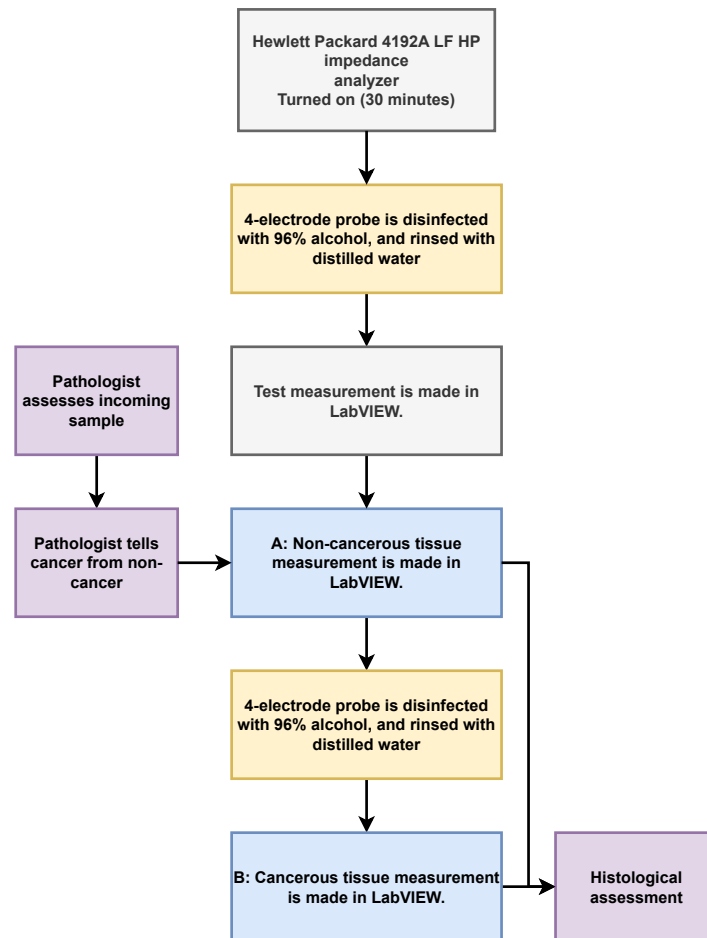 Hewlett Packard 4192A LF HP
impedance
analyzer
Turned on (30 minutes)
4-electrode probe is disinfected
with 96% alcohol, and rinsed with
distilled water
Pathologist
assesses incoming
sample
Test measurement is made in
LabVIEW.
Pathologist tells
cancer from non-
cancer
A: Non-cancerous tissue
measurement is made in
LabVIEW.
4-electrode probe is disinfected
with 96% alcohol, and rinsed with
distilled water
B: Cancerous tissue measurement
is made in LabVIEW.
Histological
assessment